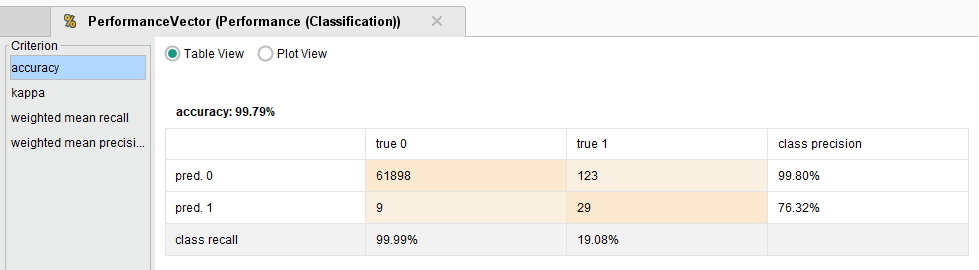 PerformanceVector (Performance (Classification))
Criterion
accuracy
kappa
weighted mean recall
weighted mean precisi...
Table View Plot View
accuracy: 99.79%
true 0 true 1 class precision
pred. 0 61898 123 99.80%
pred. 1 9 29 76.32%
class recall 99.99% 19.08%